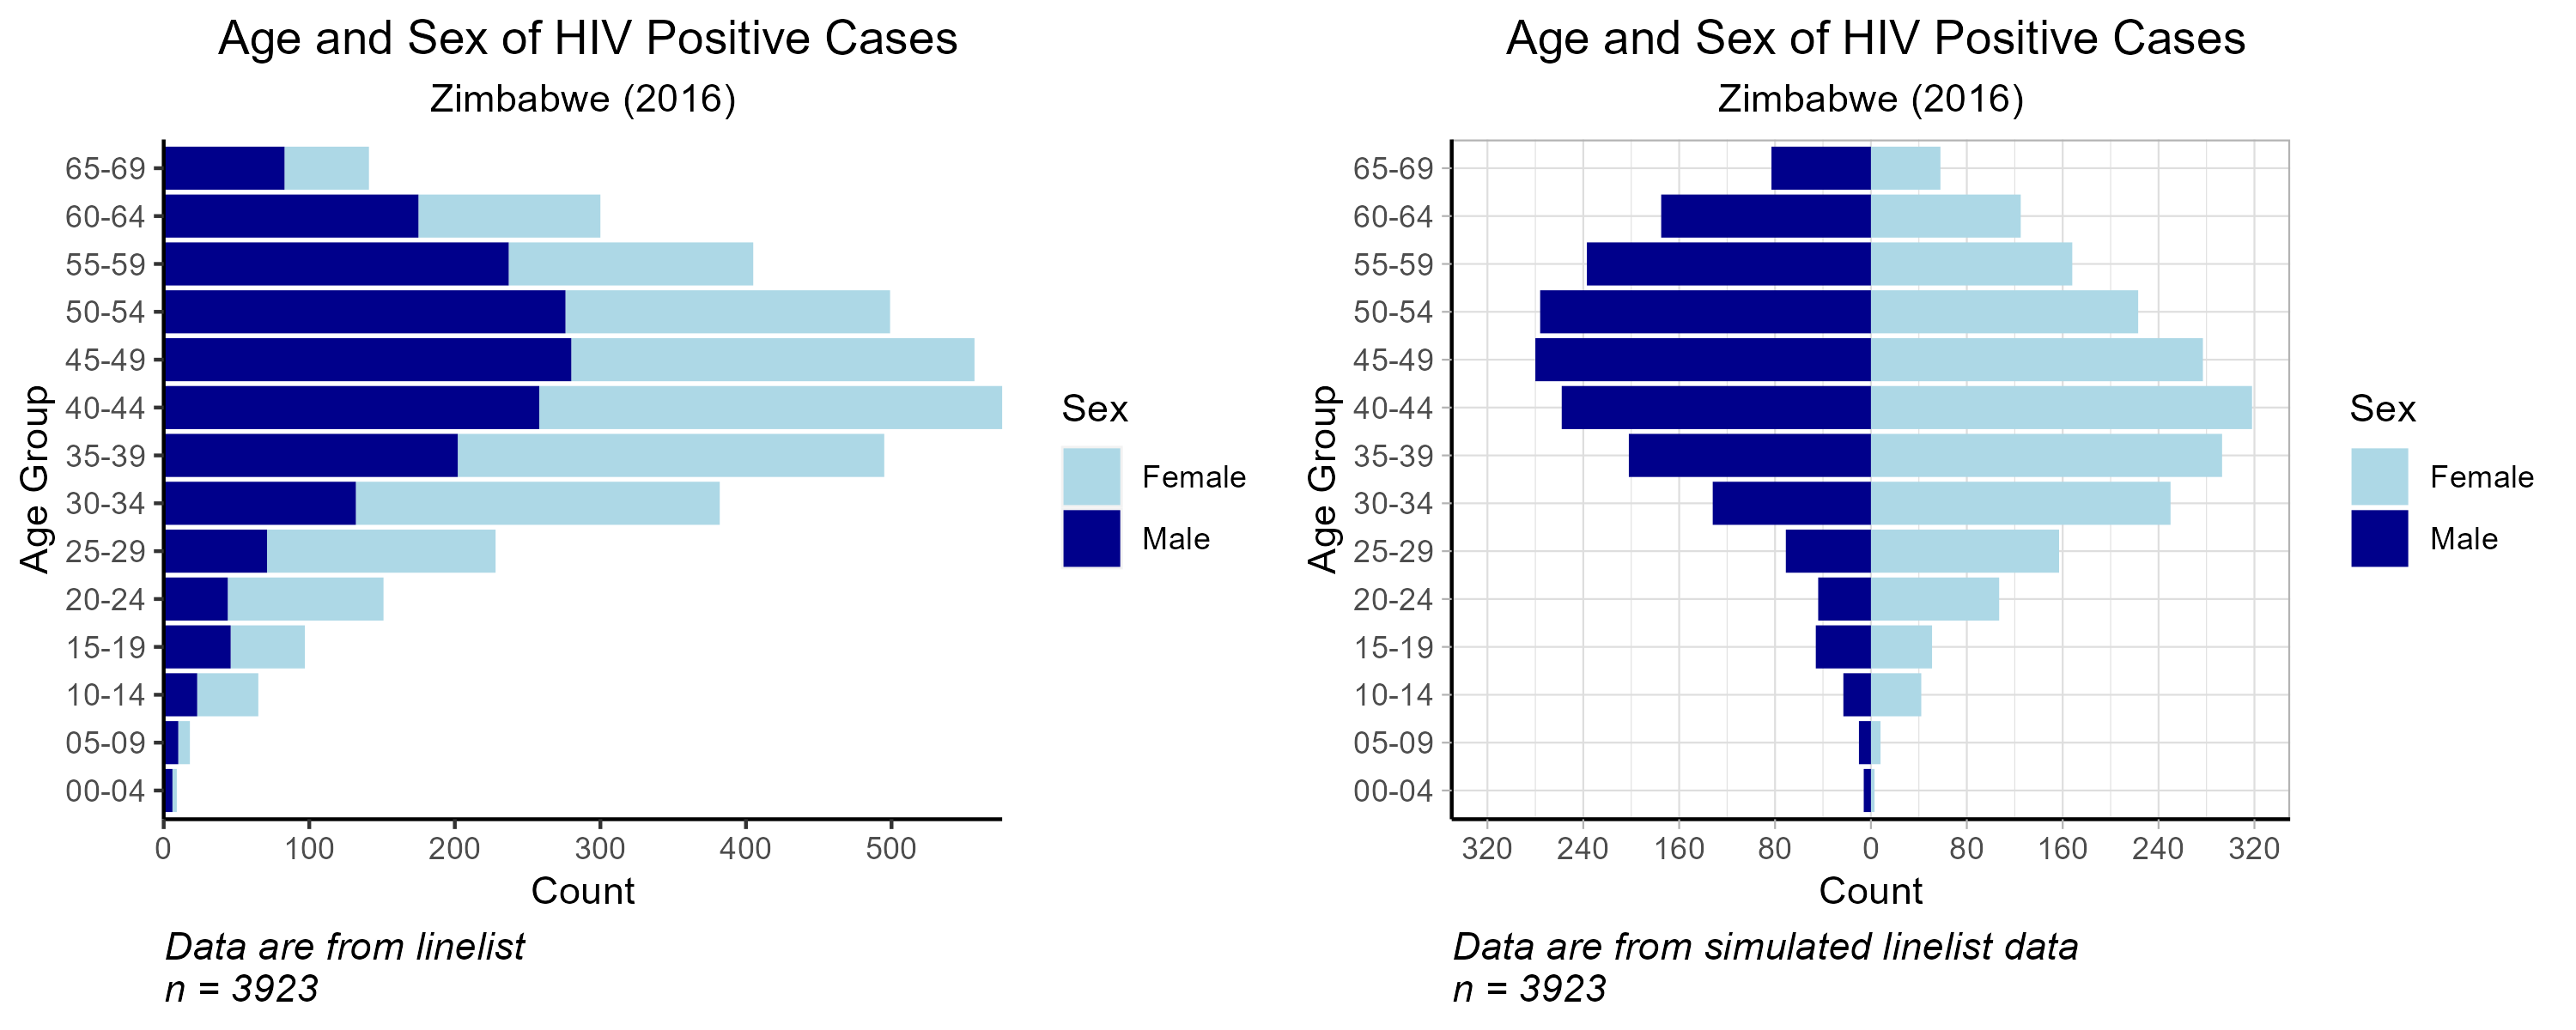 Age and Sex of HIV Positive Cases
Zimbabwe (2016)
Age Group
65-69
60-64
55-59
50-54
45-49
40-44
35-39
30-34
25-29
20-24
15-19
10-14
05-09
00-04
0 100 200 300 400 500
Count
Sex
Female
Male
Data are from linelist
n = 3923
Age and Sex of HIV Positive Cases
Zimbabwe (2016)
Age Group
65-69
60-64
55-59
50-54
45-49
40-44
35-39
30-34
25-29
20-24
15-19
10-14
05-09
00-04
320 240 160 80 0 80 160 240 320
Count
Sex
Female
Male
Data are from simulated linelist data
n = 3923